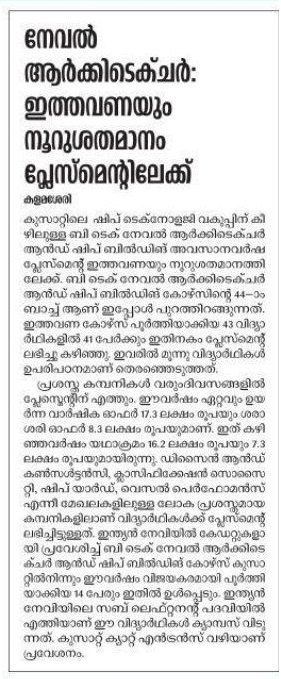 നേവൽ
ആർക്കിടെക്ചർ:
ഇത്തവണയും
നൂറുശതമാനം
പ്ലേസ്മെന്റിലേക്ക്
കളമശേരി
കുസാറ്റിലെ ഷിപ് ടെക്നോളജി വകുപ്പിന് കീ
ഴിലുള്ള ബി ടെക് നേവൽ ആർക്കിടെക്ചർ
ആൻഡ് ഷിപ് ബിൽഡിങ് അവസാനവർഷ
പ്ലേസ്മെന്റ് ഇത്തവണയും നൂറുശതമാനത്തി
ലേക്ക്. ബി ടെക് നേവൽ ആർക്കിടെക്ചർ
ആൻഡ് ഷിപ് ബിൽഡിങ് കോഴ്സിന്റെ 44–ാം
ബാച്ച് ആണ് ഇപ്പോൾ പുറത്തിറങ്ങുന്നത്.
ഇത്തവണ കോഴ്സ് പൂർത്തിയാക്കിയ 43 വിദ്യാ
ർഥികളിൽ 41 പേർക്കും ഇതിനകം പ്ലേസ്മെന്റ്
ലഭിച്ചു കഴിഞ്ഞു. ഇവരിൽ മൂന്നു വിദ്യാർഥികൾ
ഉപരിപഠനമാണ് തെരഞ്ഞെടുത്തത്.
പ്രശസ്ത കമ്പനികൾ വരുംദിവസങ്ങളിൽ
പ്ലേസ്മെന്റിന് എത്തും. ഈവർഷം ഏറ്റവും ഉയ
ർന്ന വാർഷിക ഓഫർ 17.3 ലക്ഷം രൂപയും ശരാ
ശരി ഓഫർ 8.3 ലക്ഷം രൂപയുമാണ്. ഇത് കഴി
ഞ്ഞവർഷം യഥാക്രമം 16.2 ലക്ഷം രൂപയും 7.3
ലക്ഷം രൂപയുമായിരുന്നു. ഡിസൈൻ ആൻഡ്
കൺസൾട്ടൻസി, ക്ലാസിഫിക്കേഷൻ സൊസൈ
റ്റി, ഷിപ് യാർഡ്, വെസൽ പെർഫോമൻസ്
എന്നീ മേഖലകളിലുള്ള ലോക പ്രശസ്തമായ
കമ്പനികളിലാണ് വിദ്യാർഥികൾക്ക് പ്ലേസ്മെന്റ്
ലഭിച്ചിട്ടുള്ളത്. ഇന്ത്യൻ നേവിയിൽ കേഡറ്റുകളാ
യി പ്രവേശിച്ച് ബി ടെക് നേവൽ ആർക്കിടെ
ക്ചർ ആൻഡ് ഷിപ് ബിൽഡിങ് കോഴ്സ് കുസാ
റ്റിൽനിന്നും ഈവർഷം വിജയകരമായി പൂർത്തി
യാക്കിയ 14 പേരും ഇതിൽ ഉൾപ്പെടും. ഇന്ത്യൻ
നേവിയിലെ സബ് ലെഫ്റ്റനന്റ് പദവിയിൽ
എത്തിയാണ് ഈ വിദ്യാർഥികൾ ക്യാമ്പസ് വിടു
ന്നത്. കുസാറ്റ് ക്യാറ്റ് എൻട്രൻസ് വഴിയാണ്
പ്രവേശനം.